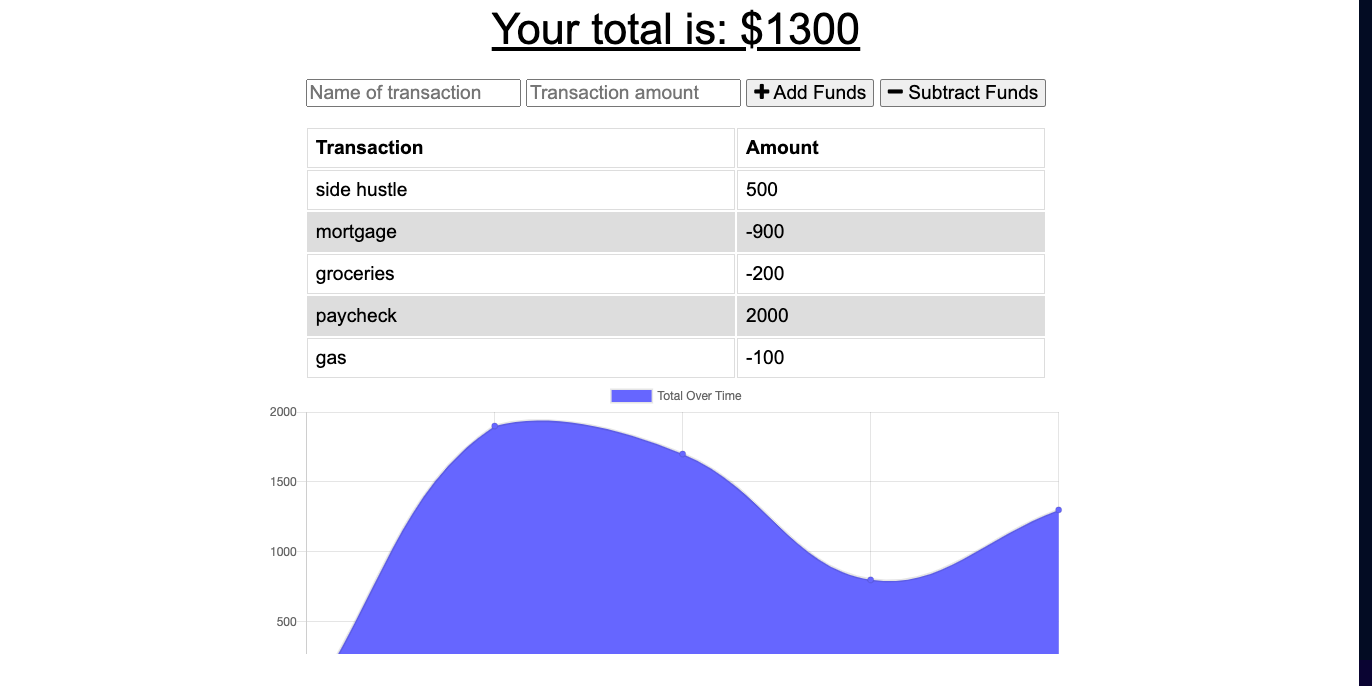 Your total is: $1300
Name of transaction Transaction amount Add Funds Subtract Funds
Transaction Amount
side hustle 500
mortgage -900
groceries -200
paycheck 2000
gas -100
Total Over Time
2000
1500
1000
500